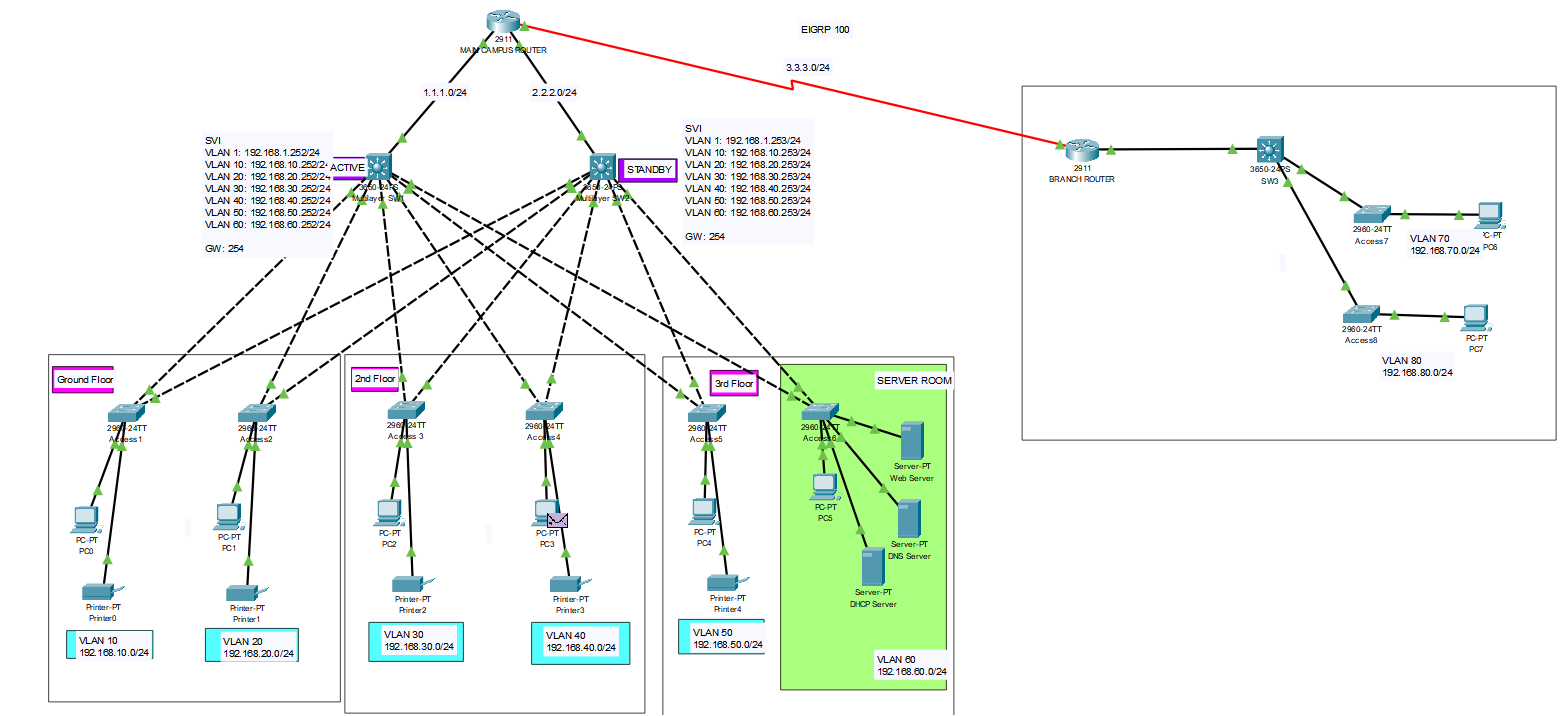 2911
MAIN CAMPUS ROUTER
EIGRP 100
3.3.3.0/24
1.1.1.0/24
2.2.2.0/24
SVI
VLAN 1: 192.168.1.252/24
VLAN 10: 192.168.10.252/24
VLAN 20: 192.168.20.252/24
VLAN 30: 192.168.30.252/24
VLAN 40: 192.168.40.252/24
VLAN 50: 192.168.50.252/24
VLAN 60: 192.168.60.252/24
GW: 254
ACTIVE
3650-24PS
Multilayer SW1
3650-24PS
Multilayer SW2
STANDBY
SVI
VLAN 1: 192.168.1.253/24
VLAN 10: 192.168.10.253/24
VLAN 20: 192.168.20.253/24
VLAN 30: 192.168.30.253/24
VLAN 40: 192.168.40.253/24
VLAN 50: 192.168.50.253/24
VLAN 60: 192.168.60.253/24
GW: 254
2911
BRANCH ROUTER
3650-24PS
SW3
2960-24TT
Access7
PC-PT
PC6
VLAN 70
192.168.70.0/24
2960-24TT
Access8
PC-PT
PC7
VLAN 80
192.168.80.0/24
Ground Floor
2960-24TT
Access1
2960-24TT
Access2
PC-PT
PC0
PC-PT
PC1
Printer-PT
Printer0
Printer-PT
Printer1
VLAN 10
192.168.10.0/24
VLAN 20
192.168.20.0/24
2nd Floor
2960-24TT
Access 3
2960-24TT
Access4
PC-PT
PC2
PC-PT
PC3
Printer-PT
Printer2
Printer-PT
Printer3
VLAN 30
192.168.30.0/24
VLAN 40
192.168.40.0/24
3rd Floor
2960-24TT
Access5
PC-PT
PC4
Printer-PT
Printer4
VLAN 50
192.168.50.0/24
SERVER ROOM
2960-24TT
Access6
PC-PT
PC5
Server-PT
Web Server
Server-PT
DNS Server
Server-PT
DHCP Server
VLAN 60
192.168.60.0/24